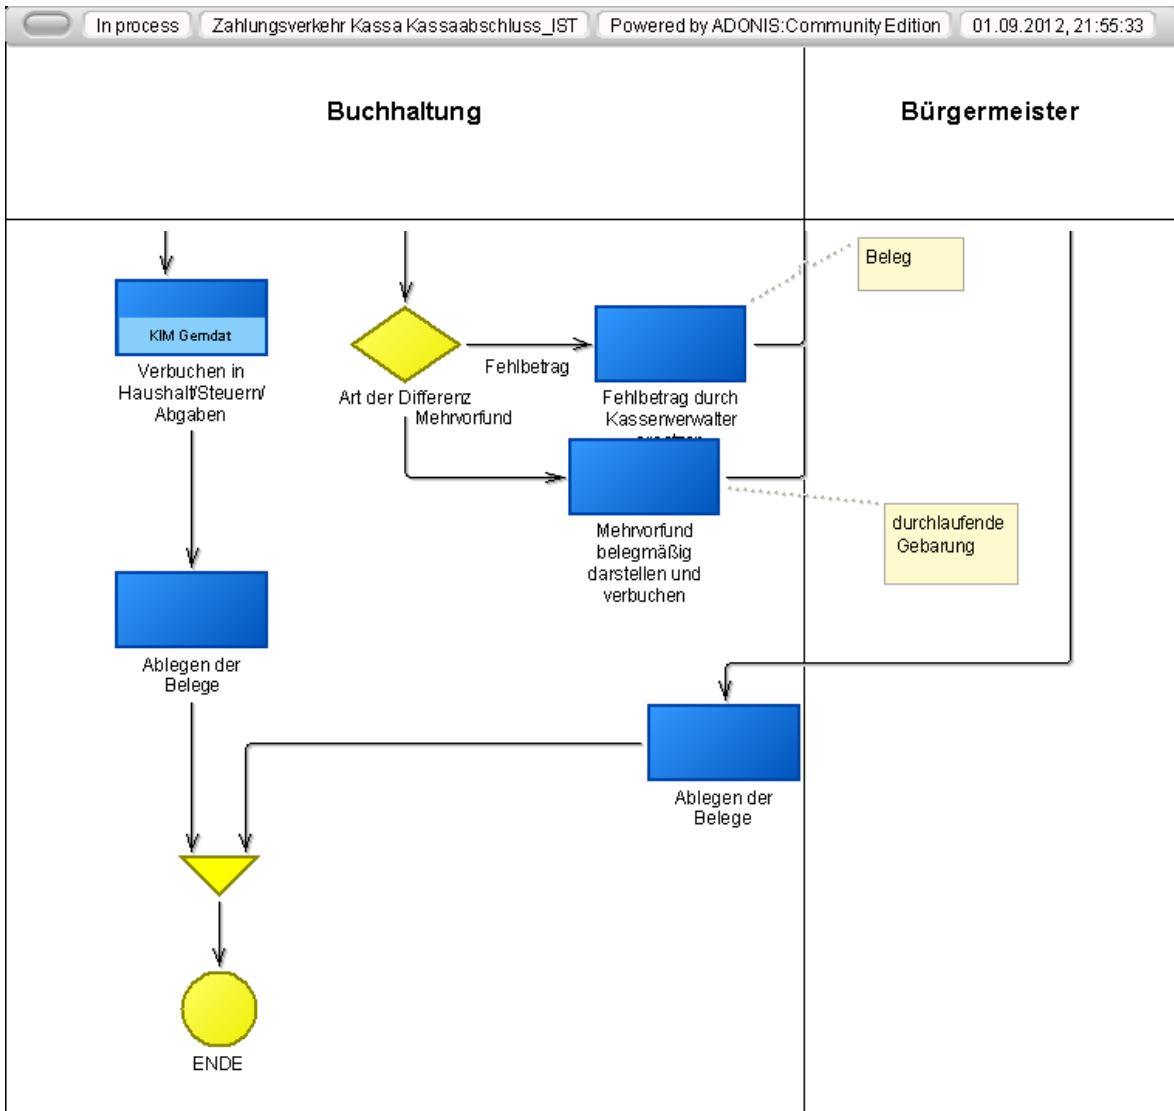 In process Zahlungsverkehr Kassa Kassaabschluss_IST Powered by ADONIS:Community Edition 01.09.2012, 21:55:33
Buchhaltung
Bürgermeister
Beleg
KIM Gemdat
Verbuchen in
Haushalt/Steuern/
Abgaben
Art der Differenz
Fehlbetrag
Mehrvorfund
Fehlbetrag durch
Kassenverwalter
Mehrvorfund
belegmäßig
darstellen und
verbuchen
durchlaufende
Gebarung
Ablegen der
Belege
Ablegen der
Belege
ENDE